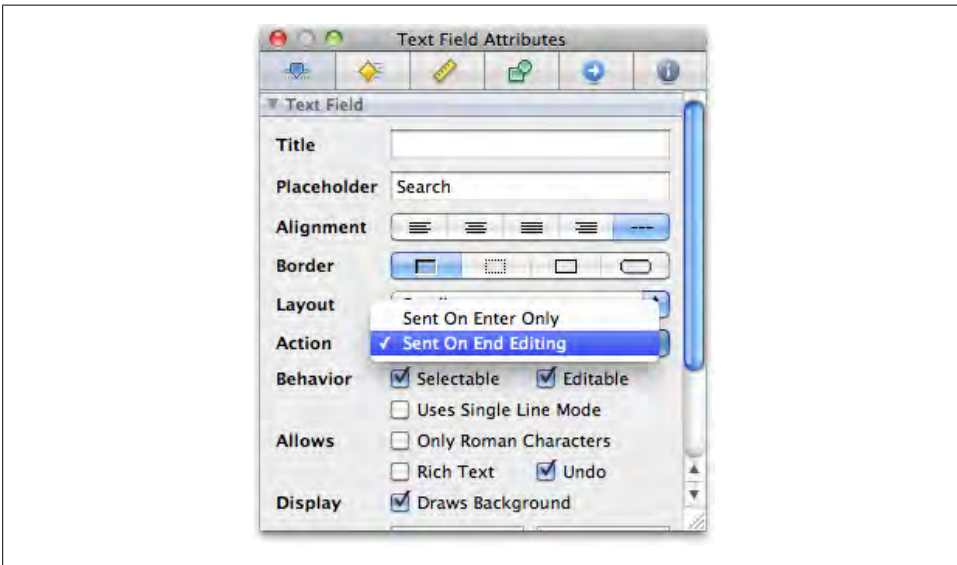 Text Field Attributes
Text Field
Title
Placeholder Search
Alignment
Border
Layout
Sent On Enter Only
Action ✓ Sent On End Editing
Behavior Selectable Editable
Uses Single Line Mode
Allows Only Roman Characters
Rich Text Undo
Display Draws Background